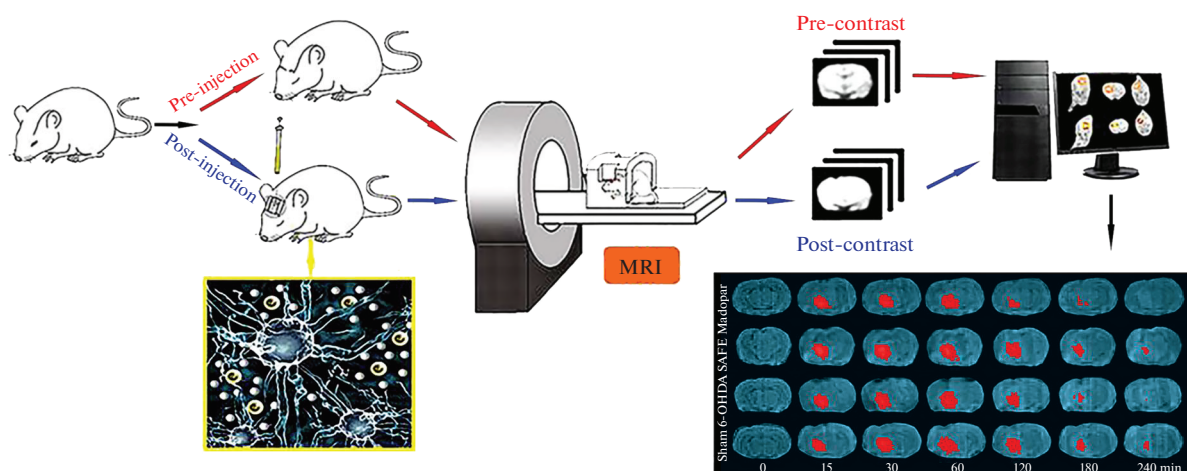 Pre-injection
Post-injection
Pre-contrast
Post-contrast
MRI
Sham 6-OHDA SAFE Madopar
0 15 30 60 120 180 240 min